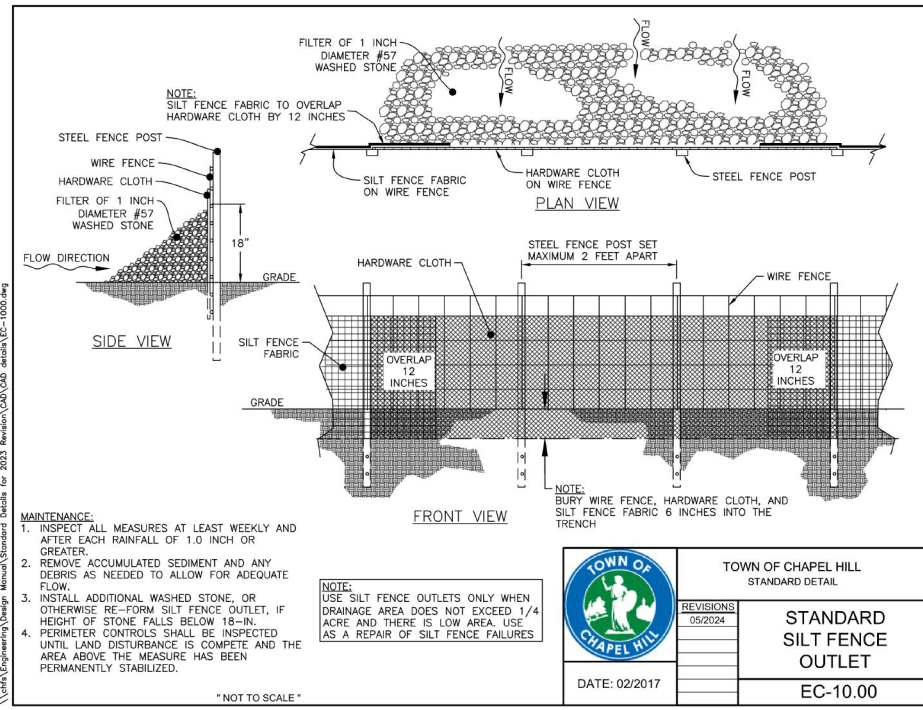 FILTER OF 1 INCH
DIAMETER #57
WASHED STONE
FLOW
FLOW
FLOW
FLOW
NOTE:
SILT FENCE FABRIC TO OVERLAP
HARDWARE CLOTH BY 12 INCHES
STEEL FENCE POST
WIRE FENCE
HARDWARE CLOTH
FILTER OF 1 INCH
DIAMETER #57
WASHED STONE
18"
FLOW DIRECTION
GRADE
SIDE VIEW
SILT FENCE FABRIC
ON WIRE FENCE
HARDWARE CLOTH
ON WIRE FENCE
STEEL FENCE POST
PLAN VIEW
STEEL FENCE POST SET
MAXIMUM 2 FEET APART
HARDWARE CLOTH
WIRE FENCE
SILT FENCE
FABRIC
OVERLAP
12
INCHES
OVERLAP
12
INCHES
GRADE
NOTE:
BURY WIRE FENCE, HARDWARE CLOTH, AND
SILT FENCE FABRIC 6 INCHES INTO THE
TRENCH
FRONT VIEW
MAINTENANCE:
1. INSPECT ALL MEASURES AT LEAST WEEKLY AND
AFTER EACH RAINFALL OF 1.0 INCH OR
GREATER.
2. REMOVE ACCUMULATED SEDIMENT AND ANY
DEBRIS AS NEEDED TO ALLOW FOR ADEQUATE
FLOW.
3. INSTALL ADDITIONAL WASHED STONE, OR
OTHERWISE RE-FORM SILT FENCE OUTLET, IF
HEIGHT OF STONE FALLS BELOW 18-IN.
4. PERIMETER CONTROLS SHALL BE INSPECTED
UNTIL LAND DISTURBANCE IS COMPETE AND THE
AREA ABOVE THE MEASURE HAS BEEN
PERMANENTLY STABILIZED.
NOTE:
USE SILT FENCE OUTLETS ONLY WHEN
DRAINAGE AREA DOES NOT EXCEED 1/4
ACRE AND THERE IS LOW AREA. USE
AS A REPAIR OF SILT FENCE FAILURES
" NOT TO SCALE "
TOWN OF
CHAPEL HILL
DATE: 02/2017
TOWN OF CHAPEL HILL
STANDARD DETAIL
REVISIONS
05/2024
STANDARD
SILT FENCE
OUTLET
EC-10.00
\\chfs\Engineering\Design Manual\Standard Details for 2023 Revision\CAD\CAD details\EC-1000.dwg